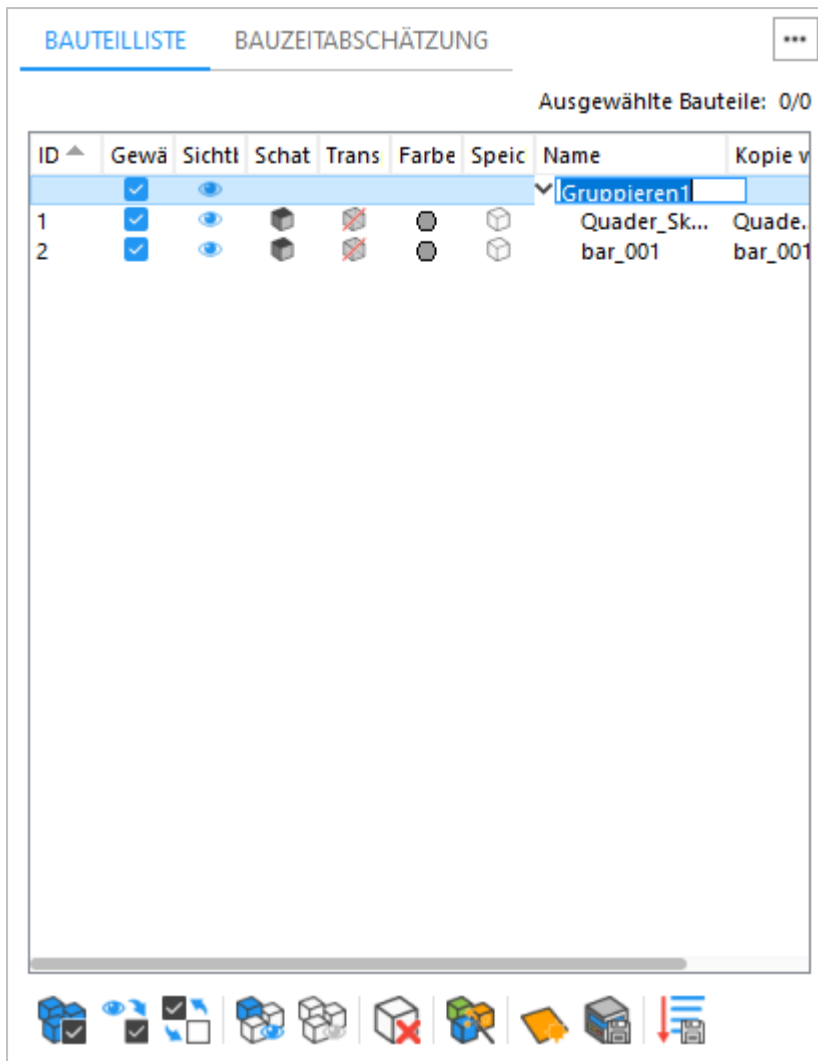 BAUTEILLISTE BAUZEITABSCHÄTZUNG
Ausgewählte Bauteile: 0/0
ID Gewä Sichtl Schat Trans Farbe Speic Name Kopie v
Gruppieren1
1 Quader_Sk... Quade..
2 bar_001 bar_001